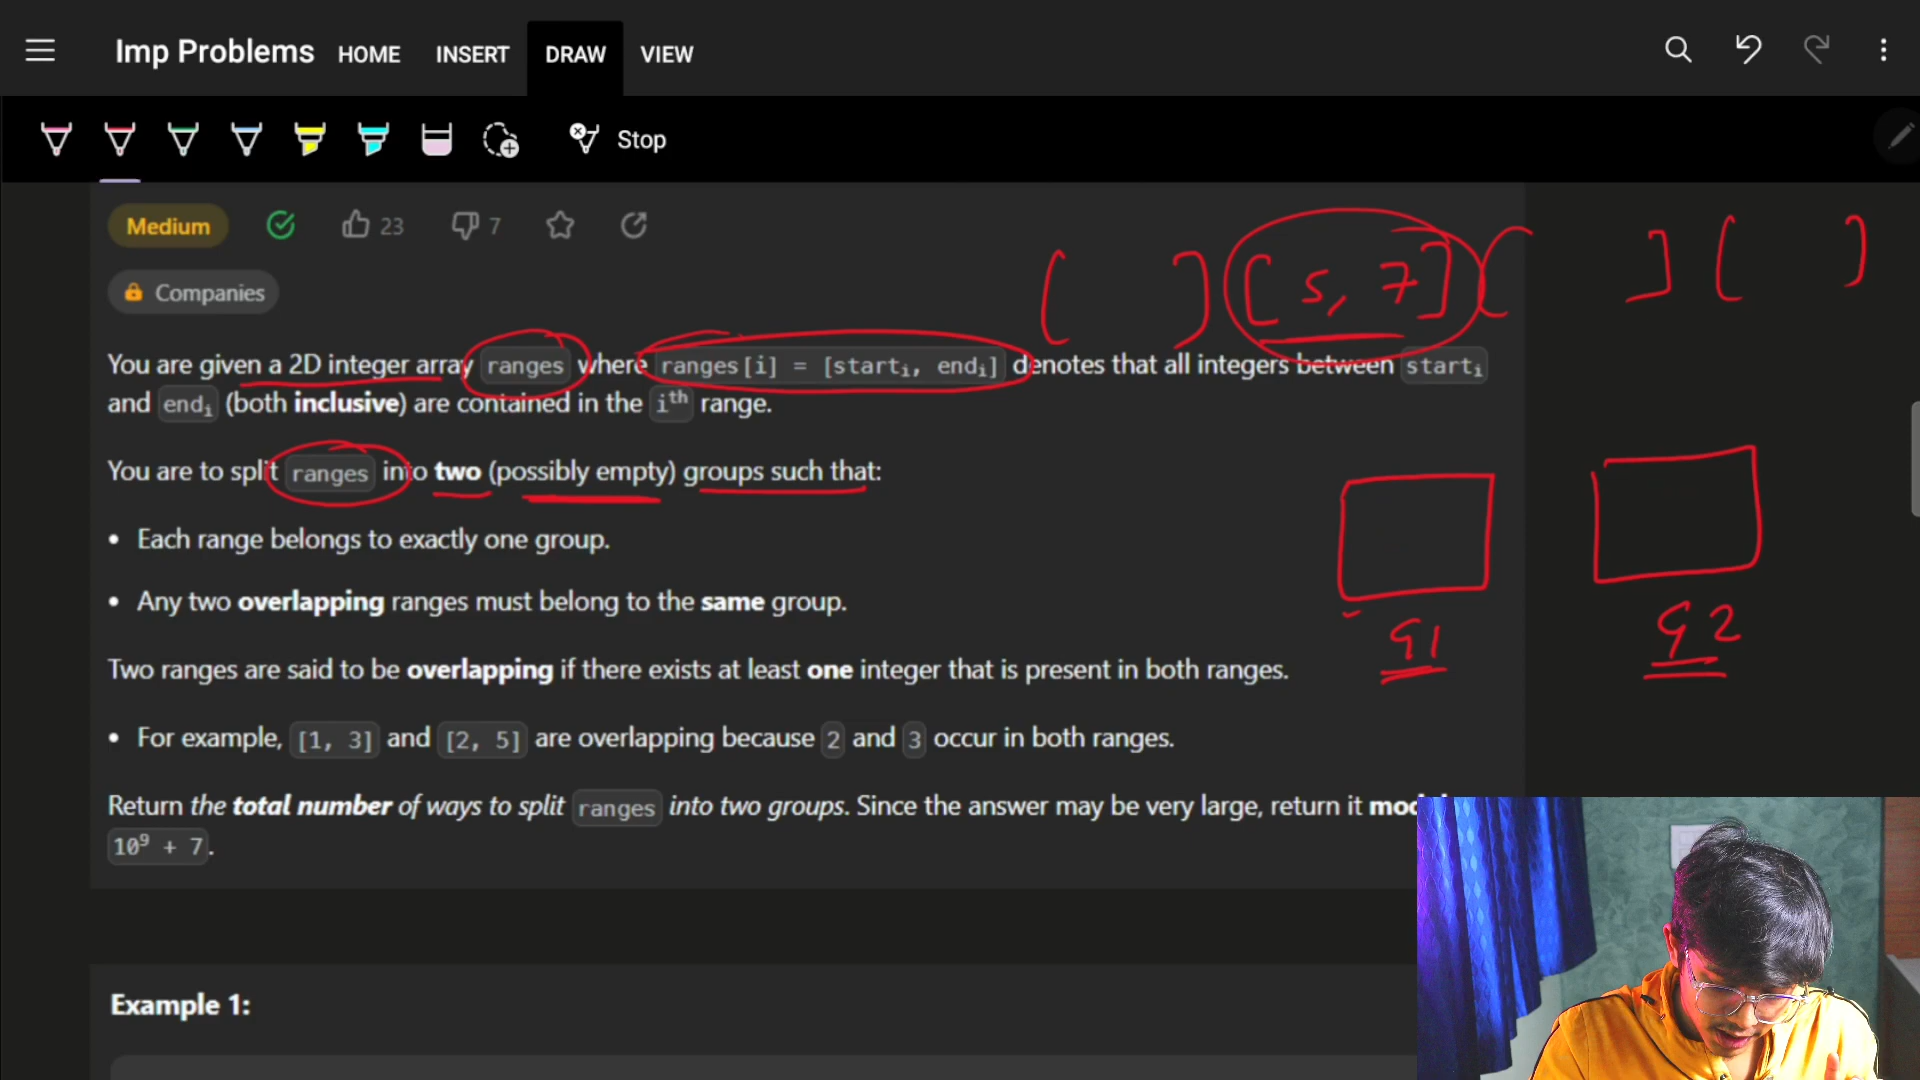 Imp Problems HOME INSERT DRAW VIEW
Stop
Medium 23 7
Companies
[ ] [ 5, 7 ] [ ] [ ]
You are given a 2D integer array ranges where ranges[i] = [starti, endi] denotes that all integers between starti
and endi (both inclusive) are contained in the ith range.
You are to split ranges into two (possibly empty) groups such that:
• Each range belongs to exactly one group.
• Any two overlapping ranges must belong to the same group.
g1 g2
Two ranges are said to be overlapping if there exists at least one integer that is present in both ranges.
• For example, [1, 3] and [2, 5] are overlapping because 2 and 3 occur in both ranges.
Return the total number of ways to split ranges into two groups. Since the answer may be very large, return it
10⁹ + 7.
Example 1: